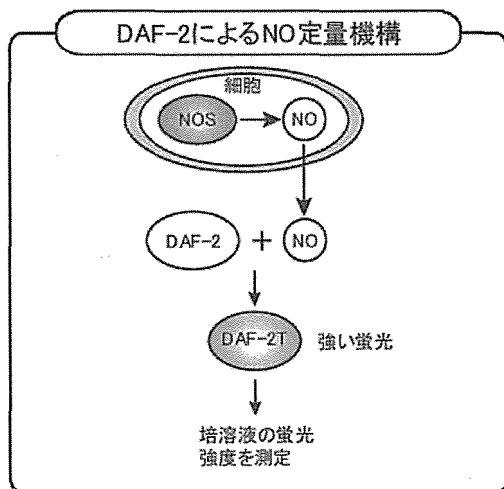 DAF-2によるNO定量機構
細胞
NOS
NO
DAF-2
+
NO
DAF-2T
強い蛍光
培溶液の蛍光
強度を測定